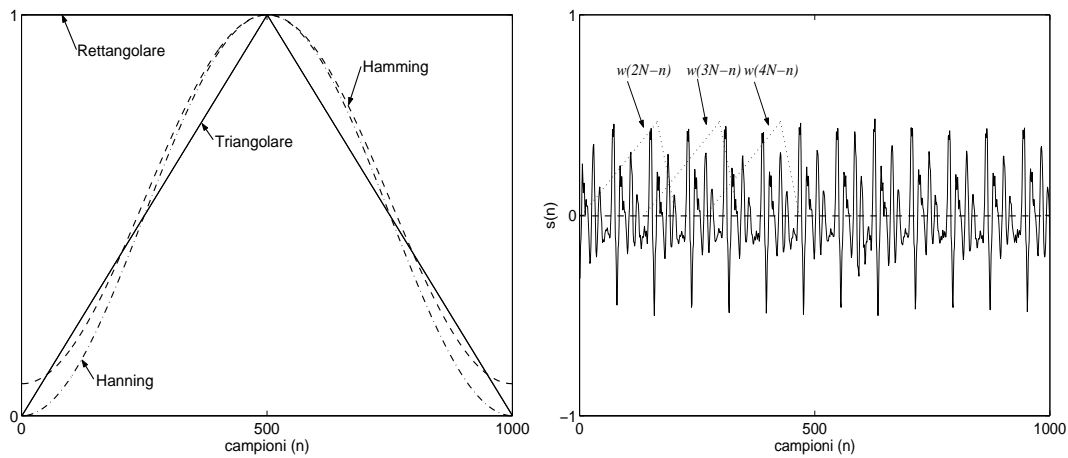 1
Rettangolare
Hamming
Triangolare
Hanning
0
0
500
1000
campioni (n)
1
w(2N−n)
w(3N−n)
w(4N−n)
s(n)
0
−1
0
500
1000
campioni (n)